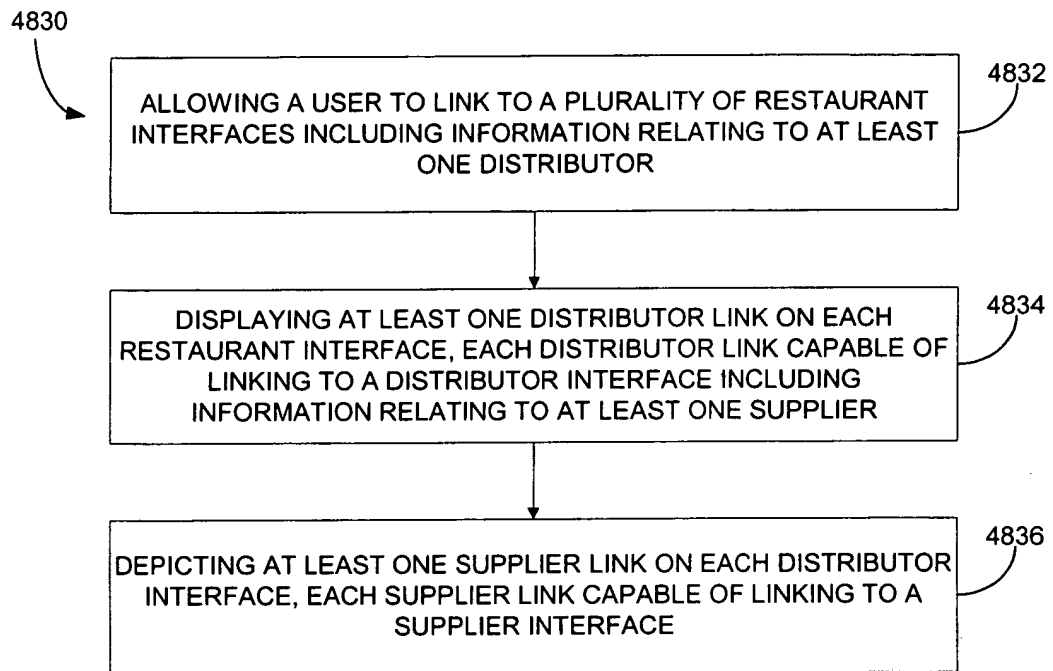 4830
4832
ALLOWING A USER TO LINK TO A PLURALITY OF RESTAURANT
INTERFACES INCLUDING INFORMATION RELATING TO AT LEAST
ONE DISTRIBUTOR
4834
DISPLAYING AT LEAST ONE DISTRIBUTOR LINK ON EACH
RESTAURANT INTERFACE, EACH DISTRIBUTOR LINK CAPABLE OF
LINKING TO A DISTRIBUTOR INTERFACE INCLUDING
INFORMATION RELATING TO AT LEAST ONE SUPPLIER
4836
DEPICTING AT LEAST ONE SUPPLIER LINK ON EACH DISTRIBUTOR
INTERFACE, EACH SUPPLIER LINK CAPABLE OF LINKING TO A
SUPPLIER INTERFACE